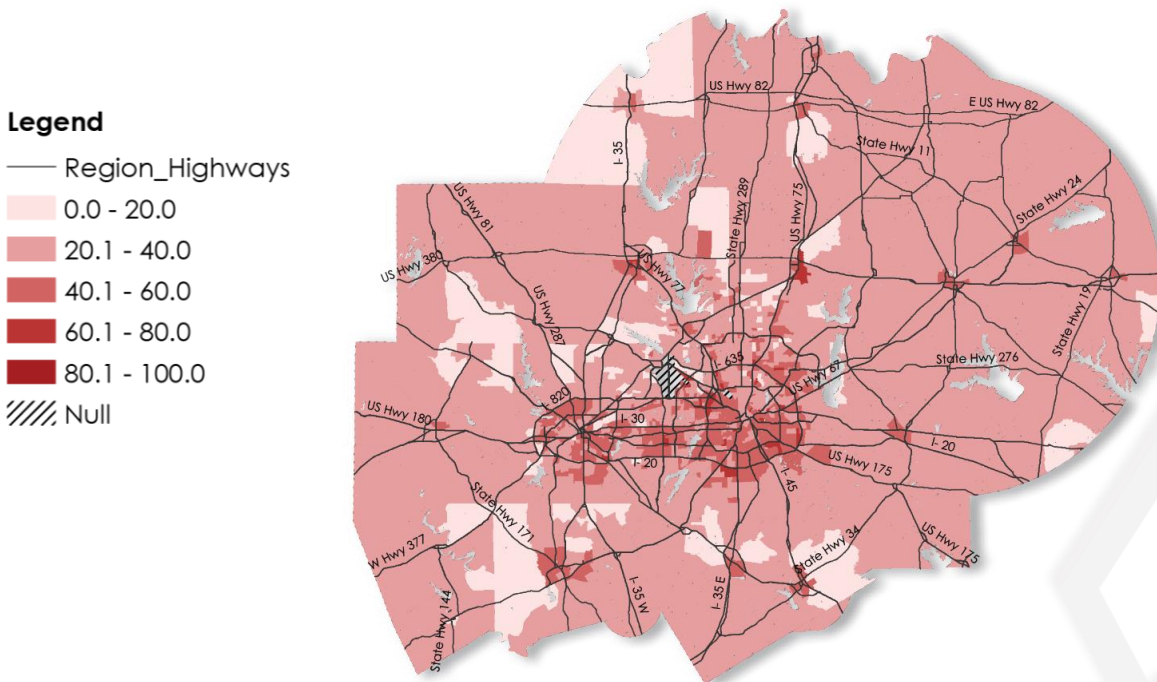 Legend
Region_Highways
0.0 - 20.0
20.1 - 40.0
40.1 - 60.0
60.1 - 80.0
80.1 - 100.0
Null
US Hwy 82
E US Hwy 82
State Hwy 11
I- 35
State Hwy 289
US Hwy 75
State Hwy 24
US Hwy 81
US Hwy 380
US Hwy 77
US Hwy 287
State Hwy 19
I- 635
US Hwy 67
State Hwy 276
I- 820
US Hwy 180
I- 30
I- 20
I- 20
US Hwy 175
I- 45
State Hwy 171
W Hwy 377
State Hwy 34
US Hwy 175
I- 35 W
I- 35 E
State Hwy 144